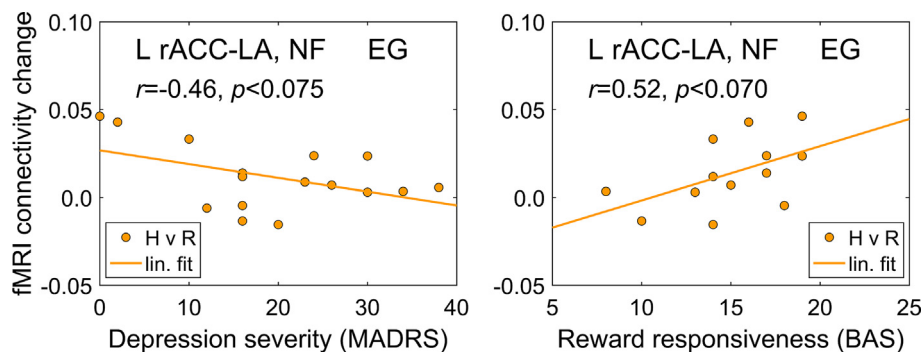 fMRI connectivity change
0.10
0.05
0.0
-0.05
L rACC-LA, NF EG
r=-0.46, p<0.075
H v R
lin. fit
0
10
20
30
40
Depression severity (MADRS)
0.10
0.05
0.0
-0.05
L rACC-LA, NF EG
r=0.52, p<0.070
H v R
lin. fit
5
10
15
20
25
Reward responsiveness (BAS)